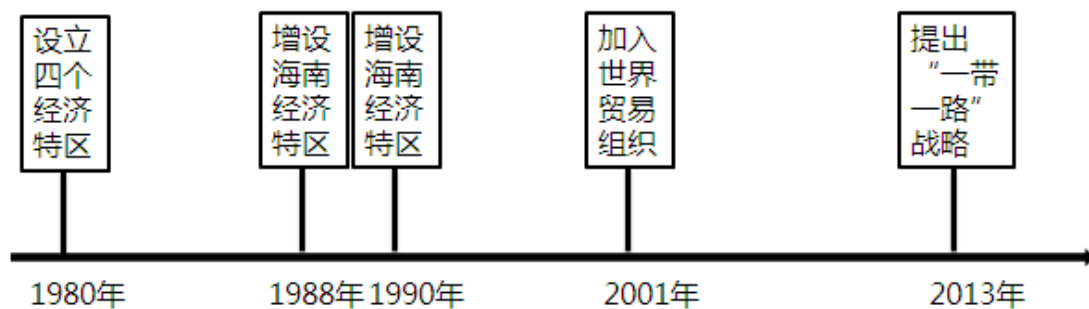 设立
四个
经济
特区
增设
海南
经济
特区
增设
海南
经济
特区
加入
世界
贸易
组织
提出
“一带
一路”
战略
1980年
1988年
1990年
2001年
2013年